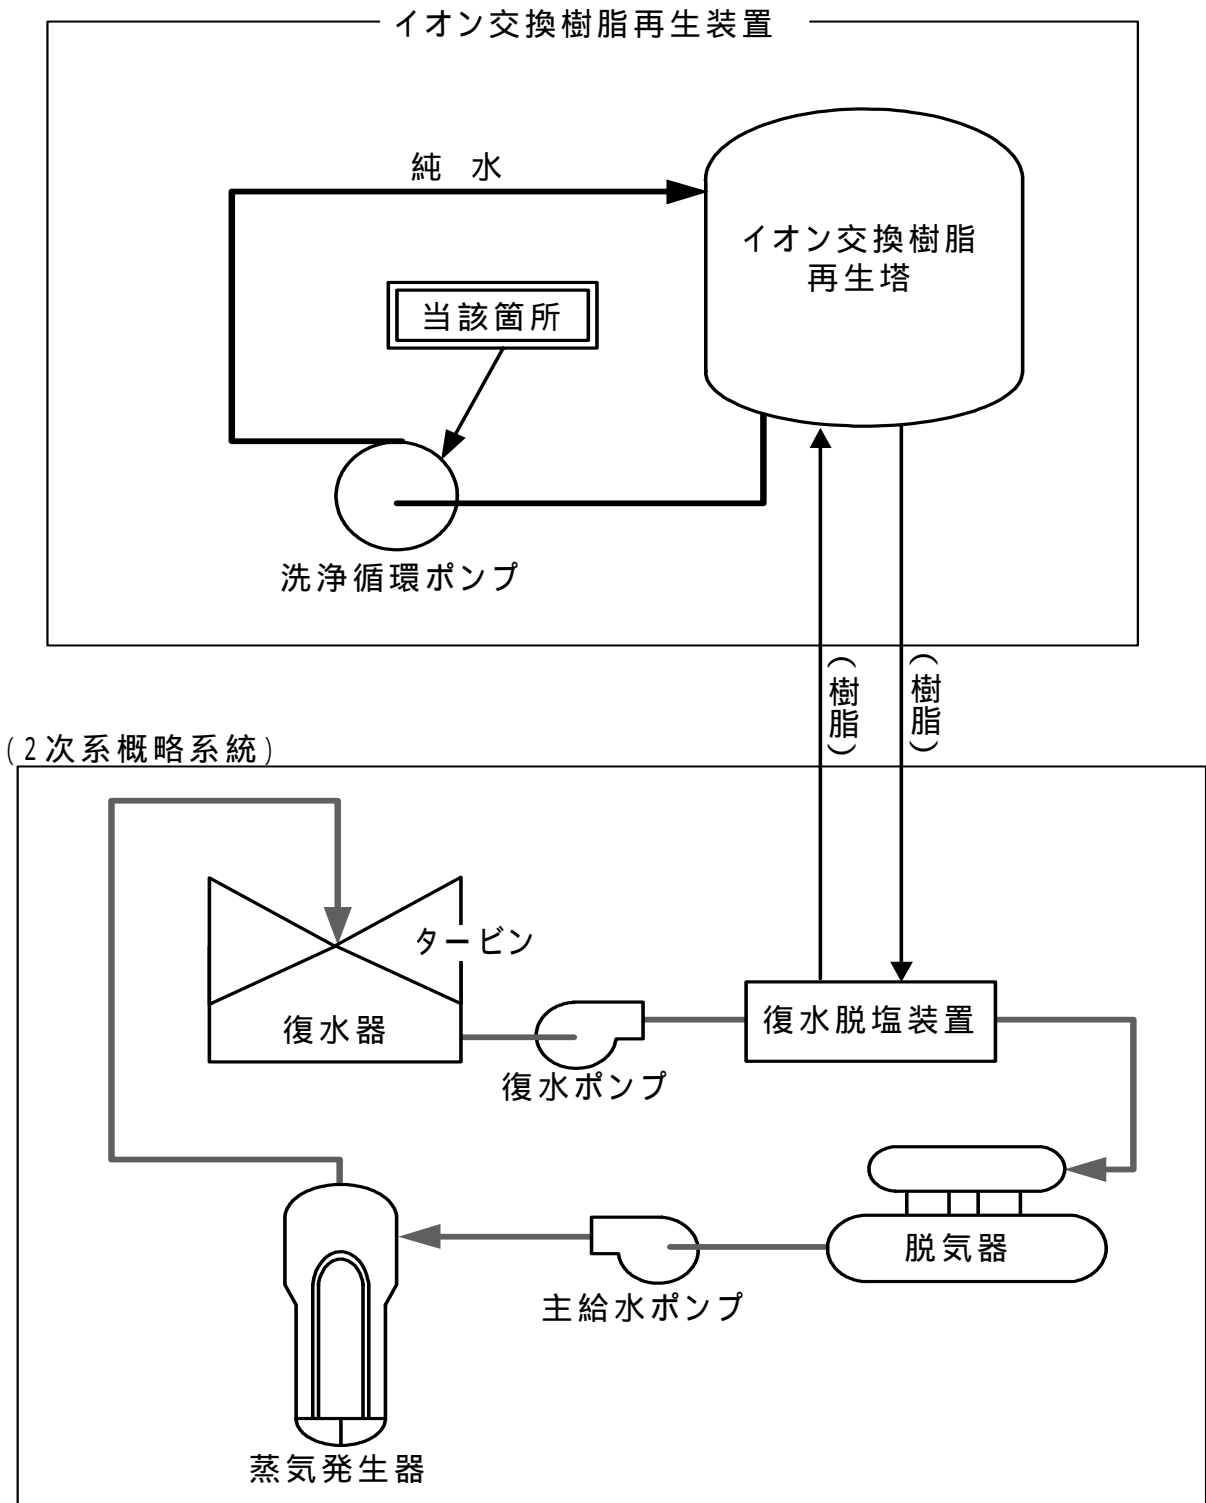 イオン交換樹脂再生装置
純 水
イオン交換樹脂
再生塔
当該箇所
洗浄循環ポンプ
(樹脂)
(樹脂)
(2次系概略系統)
タービン
復水器
復水脱塩装置
復水ポンプ
脱気器
主給水ポンプ
蒸気発生器